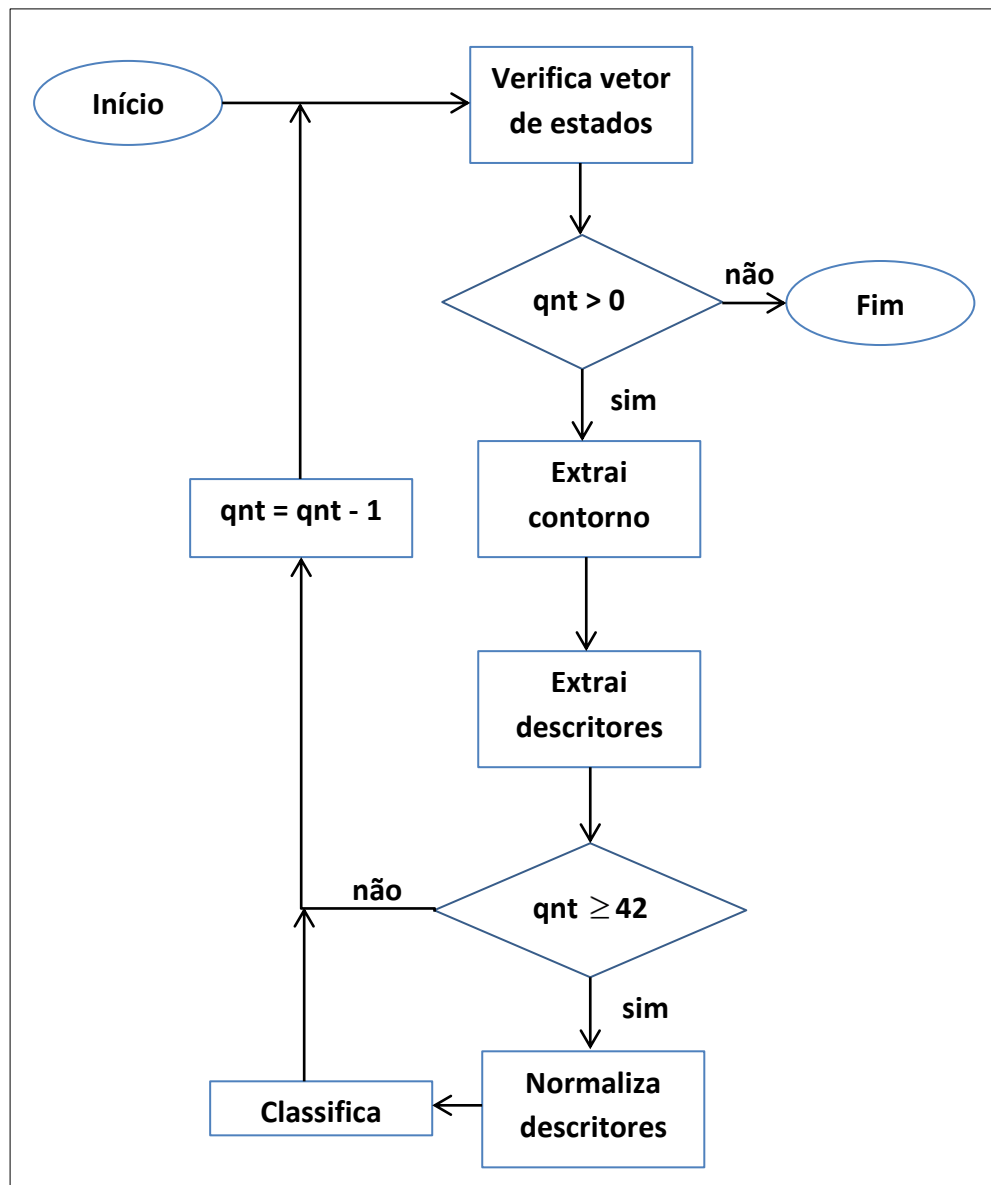 Início
Verifica vetor
de estados
qnt > 0
não
Fim
sim
Extrai
contorno
qnt = qnt - 1
Extrai
descritores
não
qnt ≥ 42
sim
Normaliza
descritores
Classifica